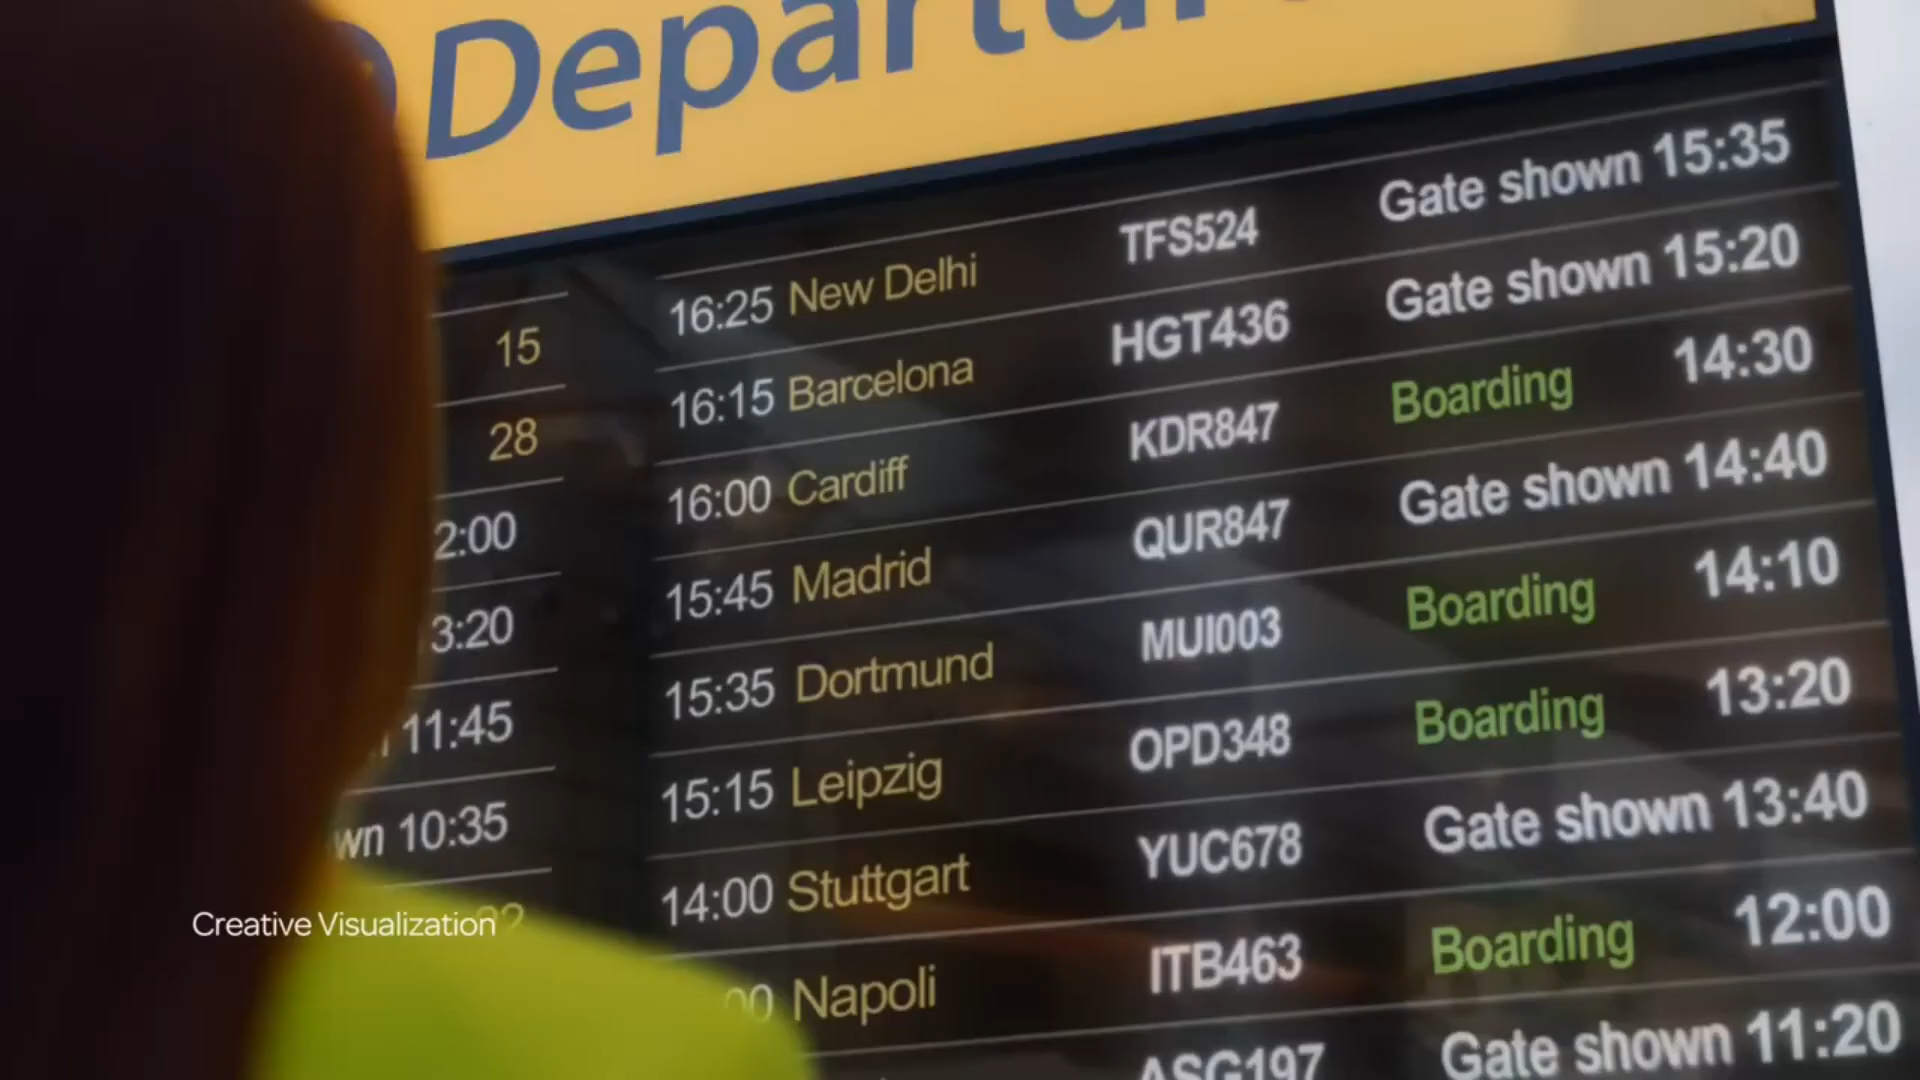 Departure
15
28
2:00
3:20
11:45
wn 10:35
16:25 New Delhi TFS524 Gate shown 15:35
16:15 Barcelona HGT436 Gate shown 15:20
16:00 Cardiff KDR847 Boarding 14:30
15:45 Madrid QUR847 Gate shown 14:40
15:35 Dortmund MUI003 Boarding 14:10
15:15 Leipzig OPD348 Boarding 13:20
14:00 Stuttgart YUC678 Gate shown 13:40
00 Napoli ITB463 Boarding 12:00
ASG197 Gate shown 11:20
Creative Visualization